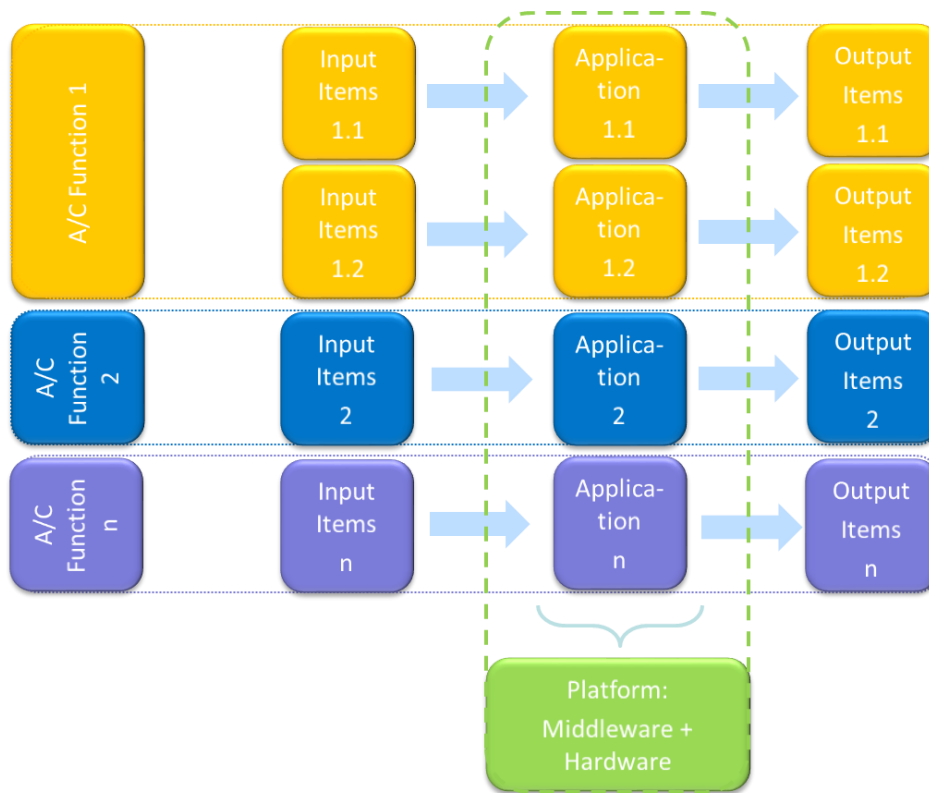 A/C Function 1
Input
Items
1.1
Applica-
tion
1.1
Output
Items
1.1
Input
Items
1.2
Applica-
tion
1.2
Output
Items
1.2
A/C
Function
2
Input
Items
2
Applica-
tion
2
Output
Items
2
A/C
Function
n
Input
Items
n
Applica-
tion
n
Output
Items
n
Platform:
Middleware +
Hardware